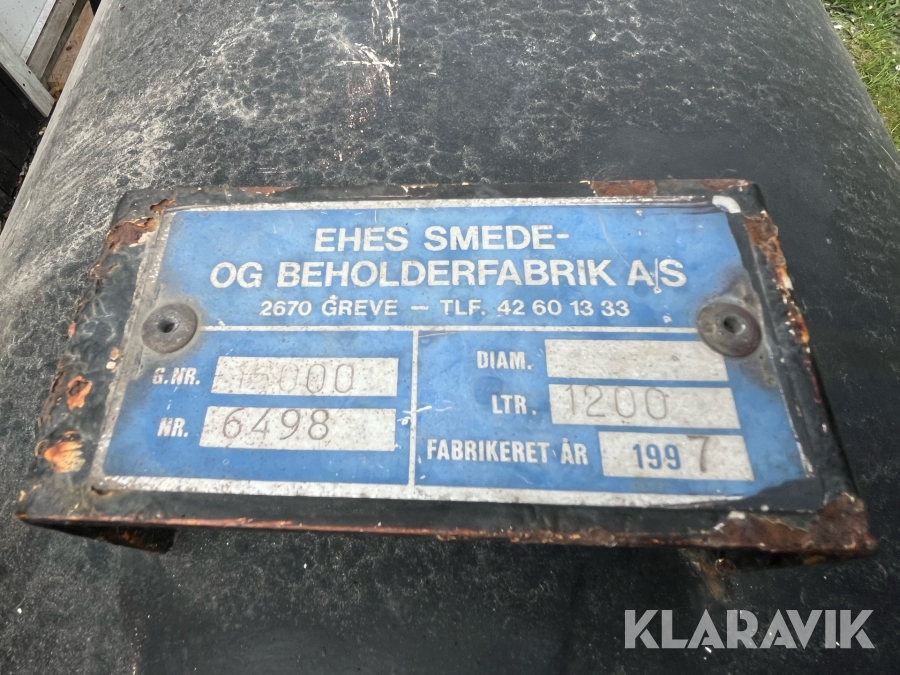 EHES SMEDE-
OG BEHOLDERFABRIK A/S
2670 GREVE — TLF. 42 60 13 33
G.NR. 15000
NR. 6498
DIAM.
LTR. 1200
FABRIKERET ÅR 1997
KLARAVIK